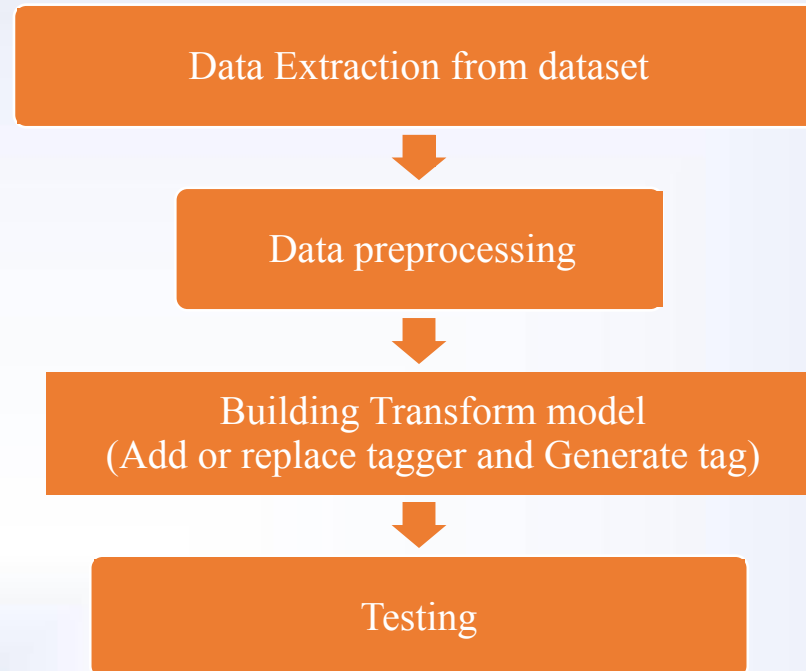 Data Extraction from dataset
Data preprocessing
Building Transform model
(Add or replace tagger and Generate tag)
Testing